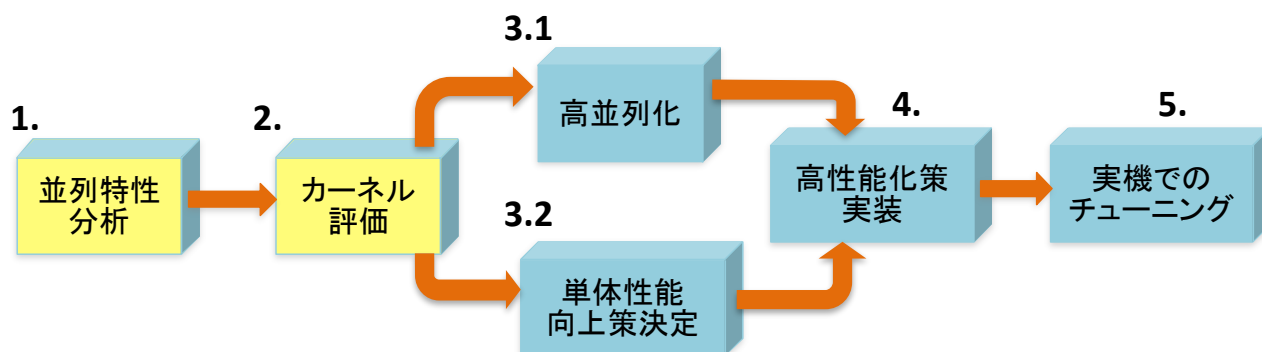 1.
並列特性
分析
2.
カーネル
評価
3.1
高並列化
3.2
単体性能
向上策決定
4.
高性能化策
実装
5.
実機での
チューニング